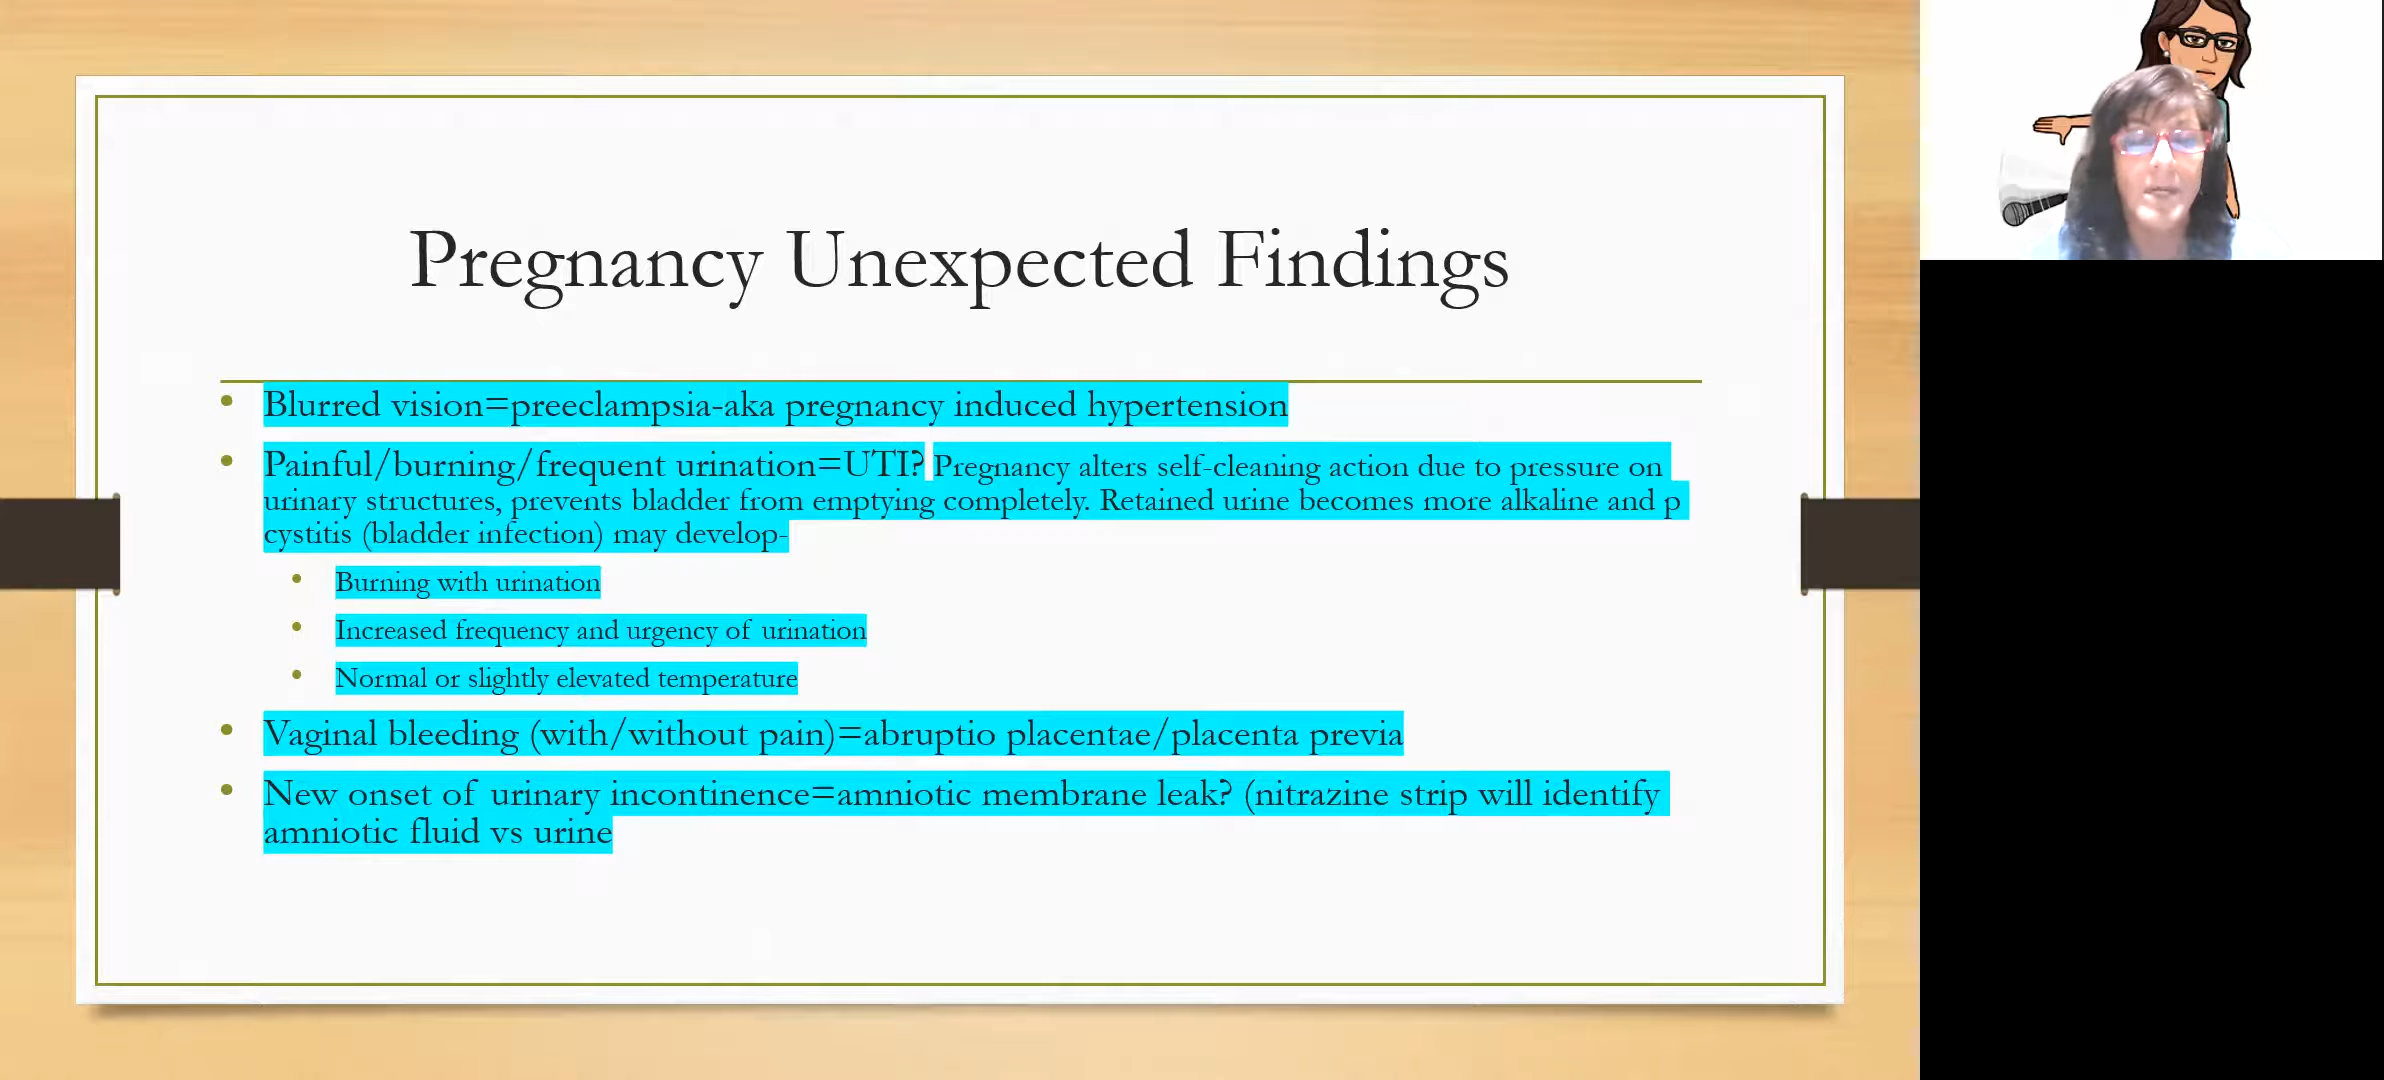 Pregnancy Unexpected Findings
• Blurred vision=preeclampsia-aka pregnancy induced hypertension
• Painful/burning/frequent urination=UTI? Pregnancy alters self-cleaning action due to pressure on
urinary structures, prevents bladder from emptying completely. Retained urine becomes more alkaline and p
cystitis (bladder infection) may develop-
• Burning with urination
• Increased frequency and urgency of urination
• Normal or slightly elevated temperature
• Vaginal bleeding (with/without pain)=abruptio placentae/placenta previa
• New onset of urinary incontinence=amniotic membrane leak? (nitrazine strip will identify
amniotic fluid vs urine